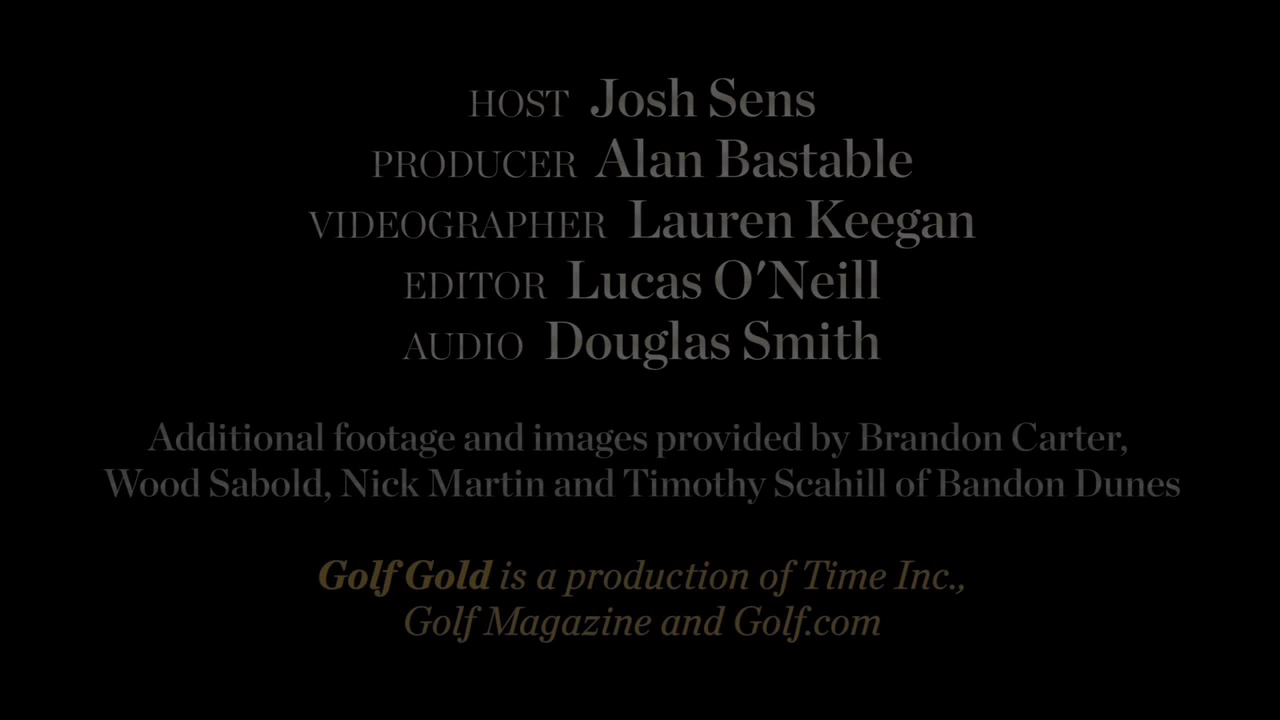 HOST Josh Sens
PRODUCER Alan Bastable
VIDEOGRAPHER Lauren Keegan
EDITOR Lucas O'Neill
AUDIO Douglas Smith
Additional footage and images provided by Brandon Carter,
Wood Sabold, Nick Martin and Timothy Scahill of Bandon Dunes
Golf Gold is a production of Time Inc.,
Golf Magazine and Golf.com